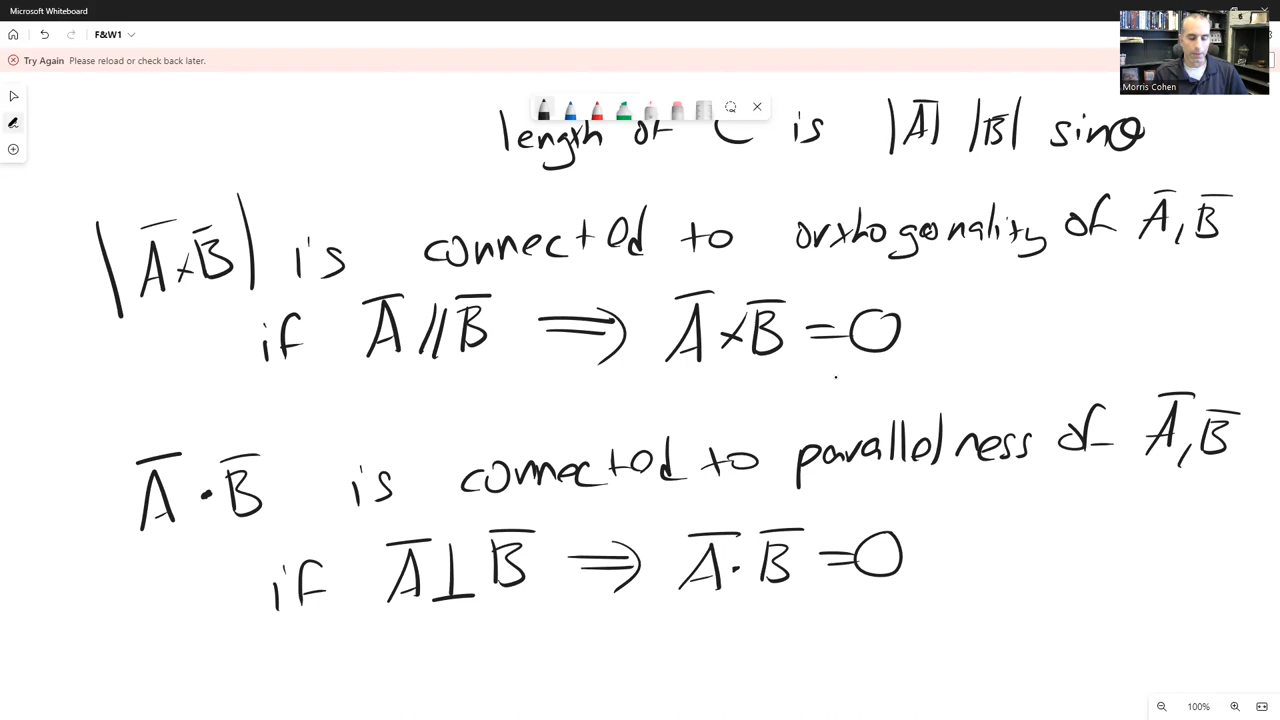 Microsoft Whiteboard
F&W1
Try Again Please reload or check back later.
Morris Cohen
length of C is |A̅| |B̅| sinθ
|A̅×B̅| is connected to orthogonality of A̅, B̅
if A̅ // B̅ ⟹ A̅×B̅ = 0
A̅ · B̅ is connected to parallelness of A̅, B̅
if A̅ ⊥ B̅ ⟹ A̅ · B̅ = 0
100%